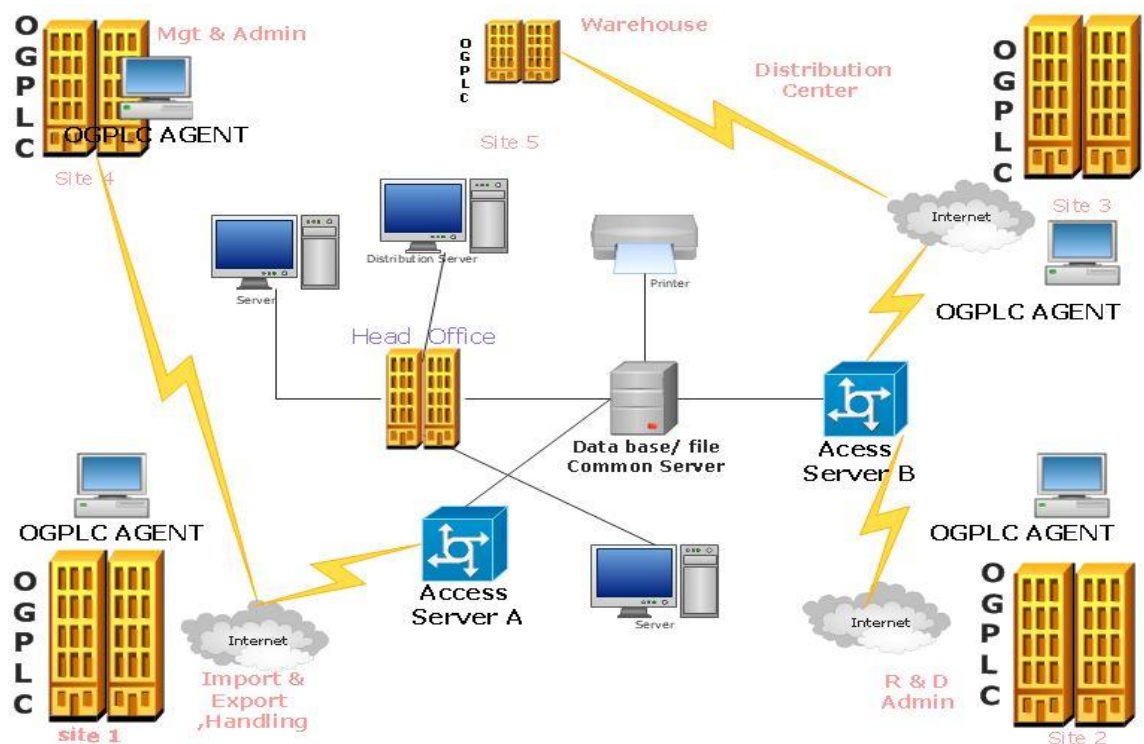 OGPLC
Mgt & Admin
OGPLC AGENT
Site 4
OGPLC
Warehouse
Site 5
Distribution
Center
OGPLC
Site 3
Internet
OGPLC AGENT
Server
Distribution Server
Printer
Head Office
Data base/ file
Common Server
Acess
Server B
OGPLC AGENT
OGPLC
site 1
Internet
Import &
Export
,Handling
Access
Server A
Server
Internet
R & D
Admin
OGPLC AGENT
OGPLC
Site 2